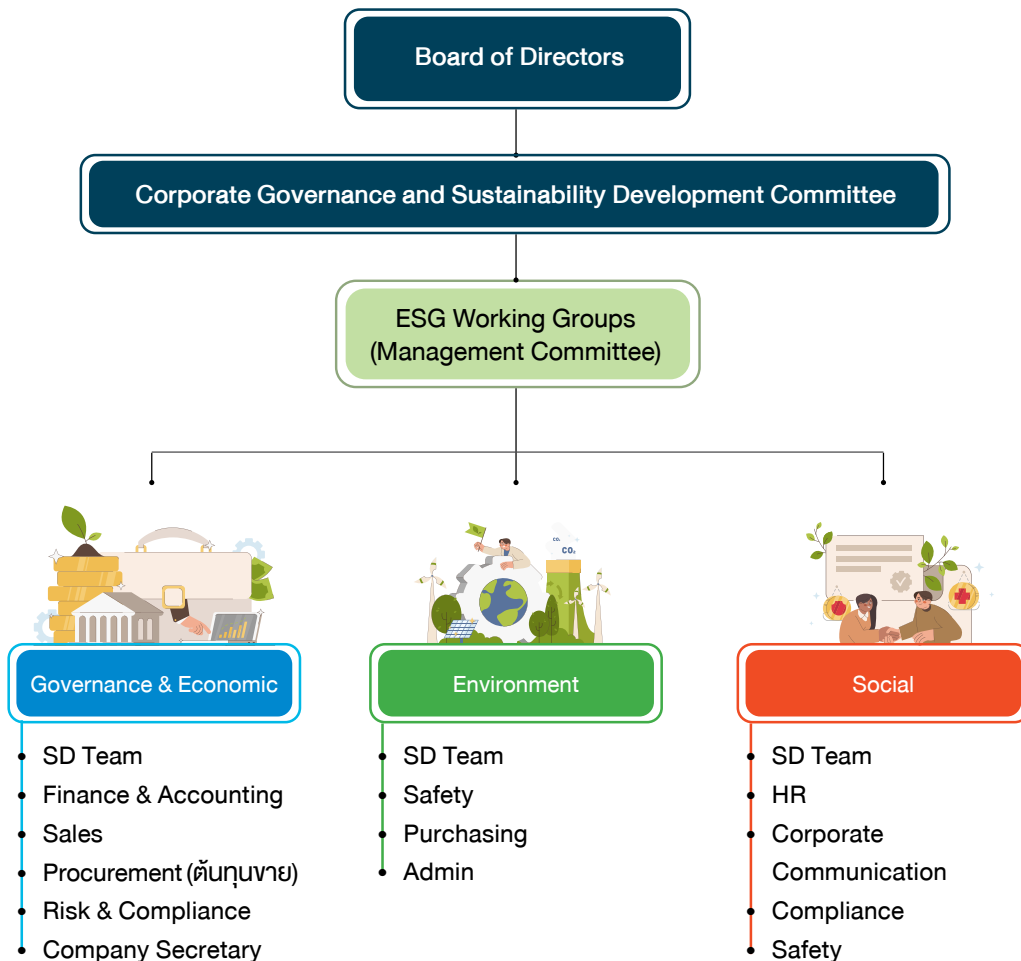 Board of Directors
Corporate Governance and Sustainability Development Committee
ESG Working Groups
(Management Committee)
CO₂
CO₂
Governance & Economic
SD Team
Finance & Accounting
Sales
Procurement (ต้นทุนขาย)
Risk & Compliance
Company Secretary
Environment
SD Team
Safety
Purchasing
Admin
Social
SD Team
HR
Corporate
Communication
Compliance
Safety